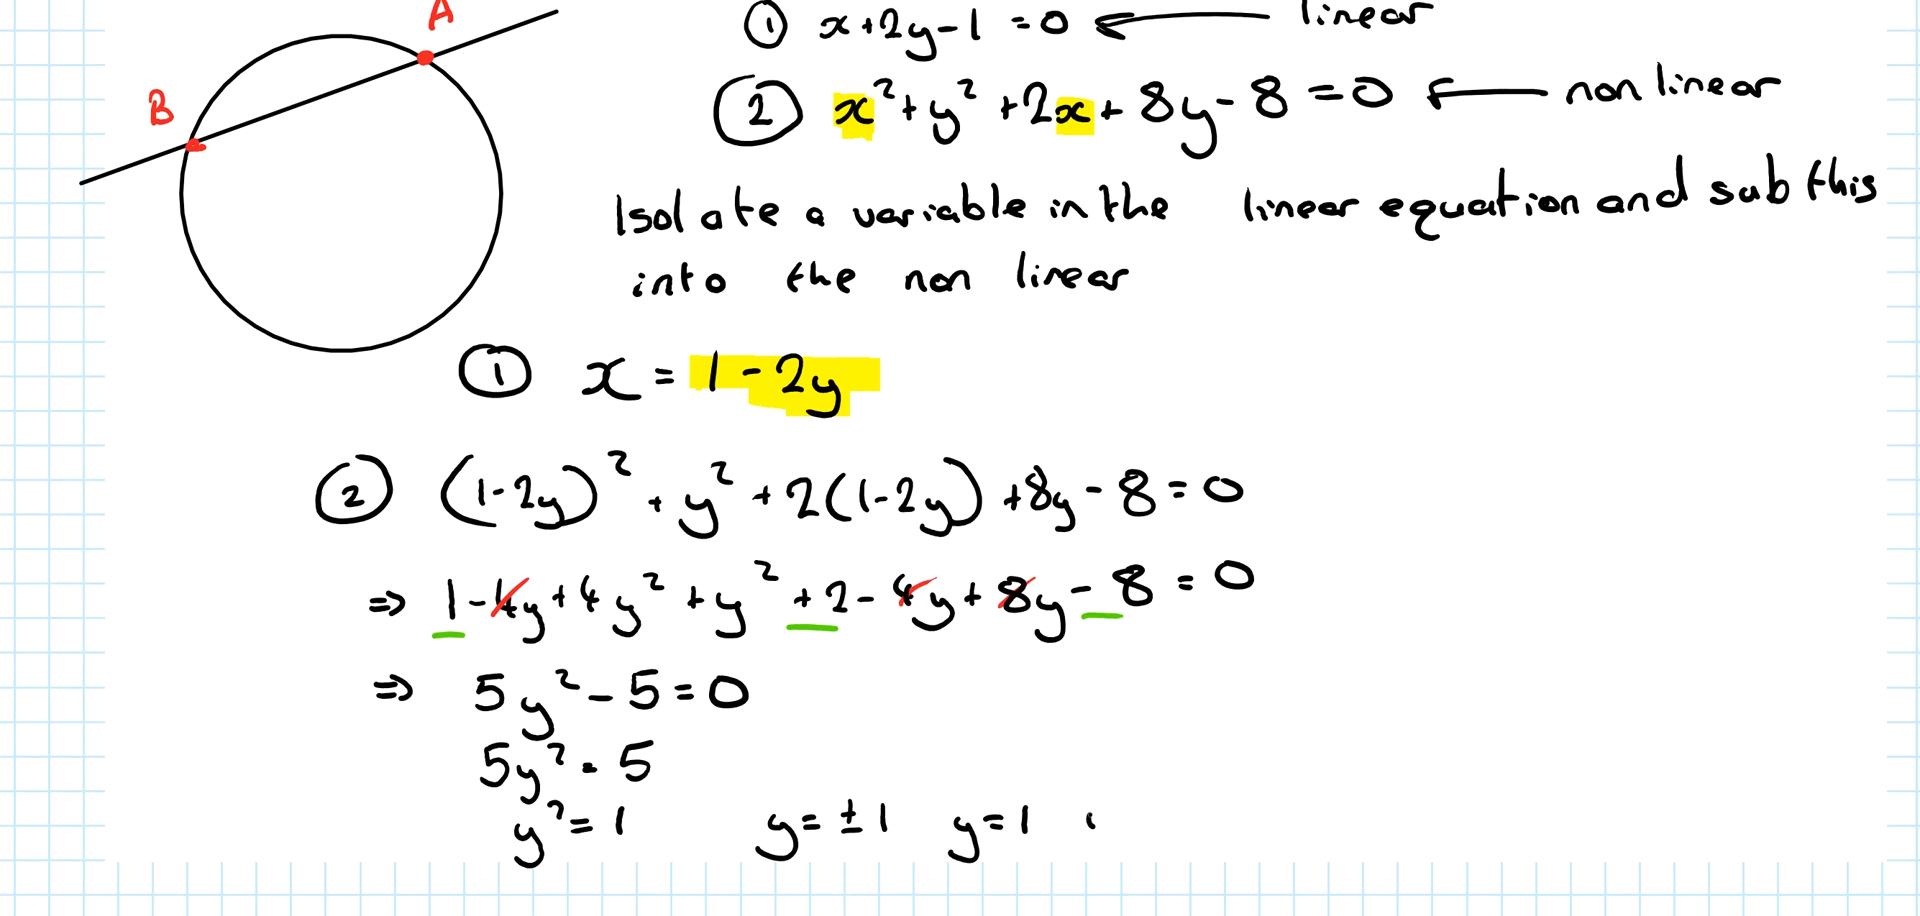 A
B
① x+2y-1 =0 ← linear
② x²+y²+2x+8y-8=0 ← non linear
Isolate a variable in the linear equation and sub this
into the non linear
① x = 1-2y
② (1-2y)²+y²+2(1-2y)+8y-8=0
⇒ 1-4y+4y²+y²+2-4y+8y-8=0
⇒ 5y²-5=0
5y²=5
y²=1 y=±1 y=1